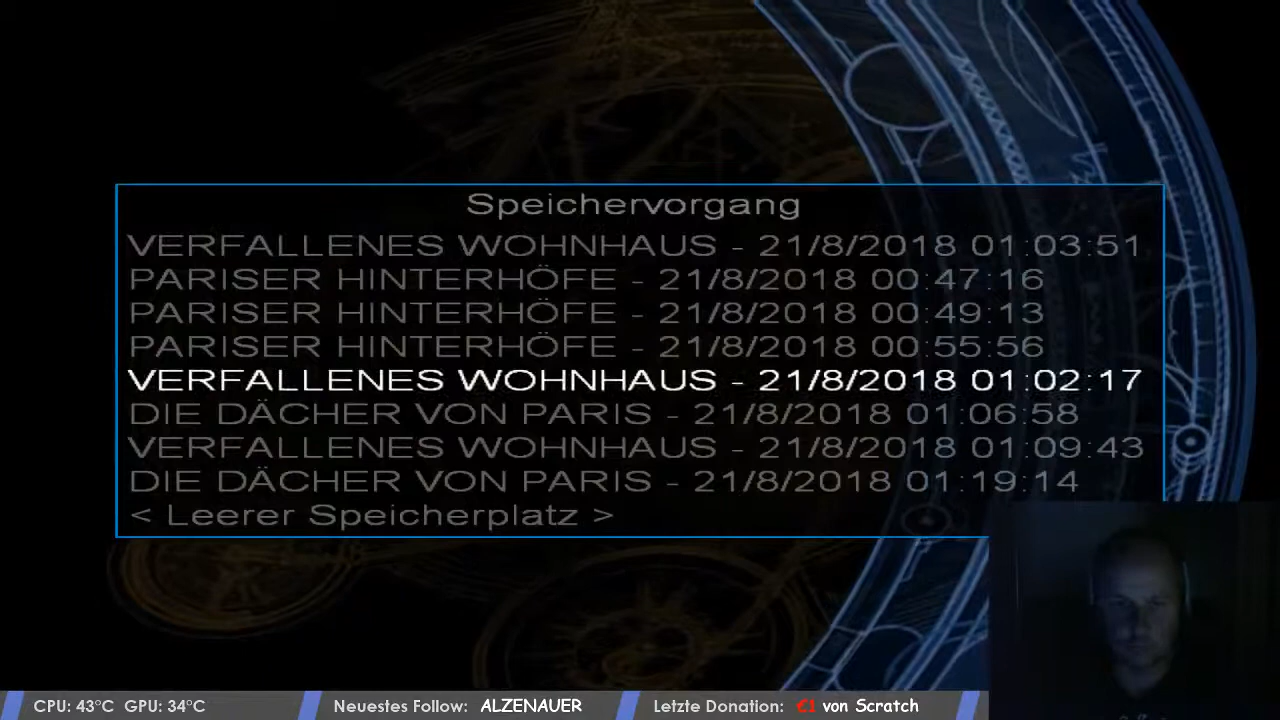 Speichervorgang
VERFALLENES WOHNHAUS - 21/8/2018 01:03:51
PARISER HINTERHÖFE - 21/8/2018 00:47:16
PARISER HINTERHÖFE - 21/8/2018 00:49:13
PARISER HINTERHÖFE - 21/8/2018 00:55:56
VERFALLENES WOHNHAUS - 21/8/2018 01:02:17
DIE DÄCHER VON PARIS - 21/8/2018 01:06:58
VERFALLENES WOHNHAUS - 21/8/2018 01:09:43
DIE DÄCHER VON PARIS - 21/8/2018 01:19:14
< Leerer Speicherplatz >
CPU: 43°C GPU: 34°C Neuestes Follow: ALZENAUER Letzte Donation: €1 von Scratch